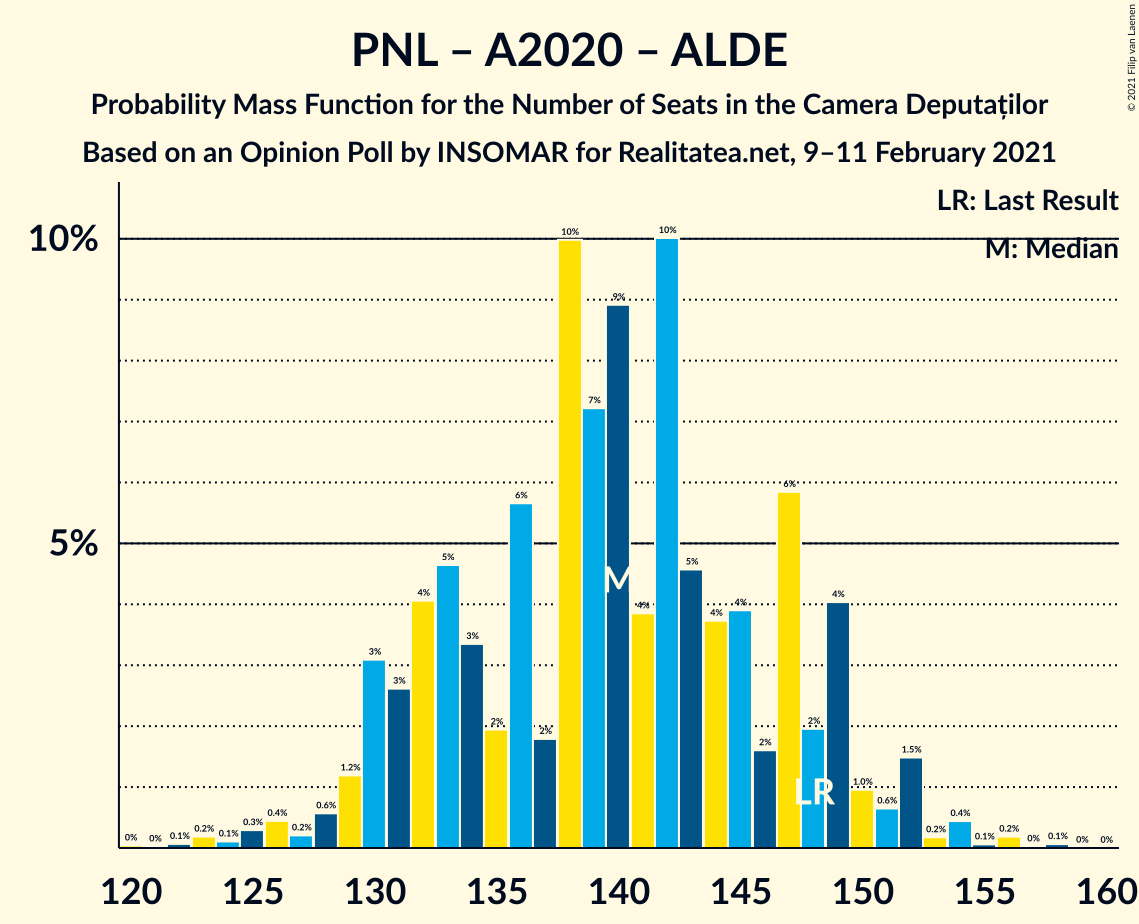 PNL – A2020 – ALDE
Probability Mass Function for the Number of Seats in the Camera Deputaților
Based on an Opinion Poll by INSOMAR for Realitatea.net, 9–11 February 2021
© 2021 Filip van Laenen
LR: Last Result
M: Median
10%
5%
0% 0% 0.1% 0.2% 0.1% 0.3% 0.4% 0.2% 0.6% 1.2% 3% 3% 4% 5% 3% 2% 6% 2% 10% 7% 9% 4% 10% 5% 4% 4% 2% 6% 2% 4% 1.0% 0.6% 1.5% 0.2% 0.4% 0.1% 0.2% 0% 0.1% 0% 0%
M
LR
120 125 130 135 140 145 150 155 160